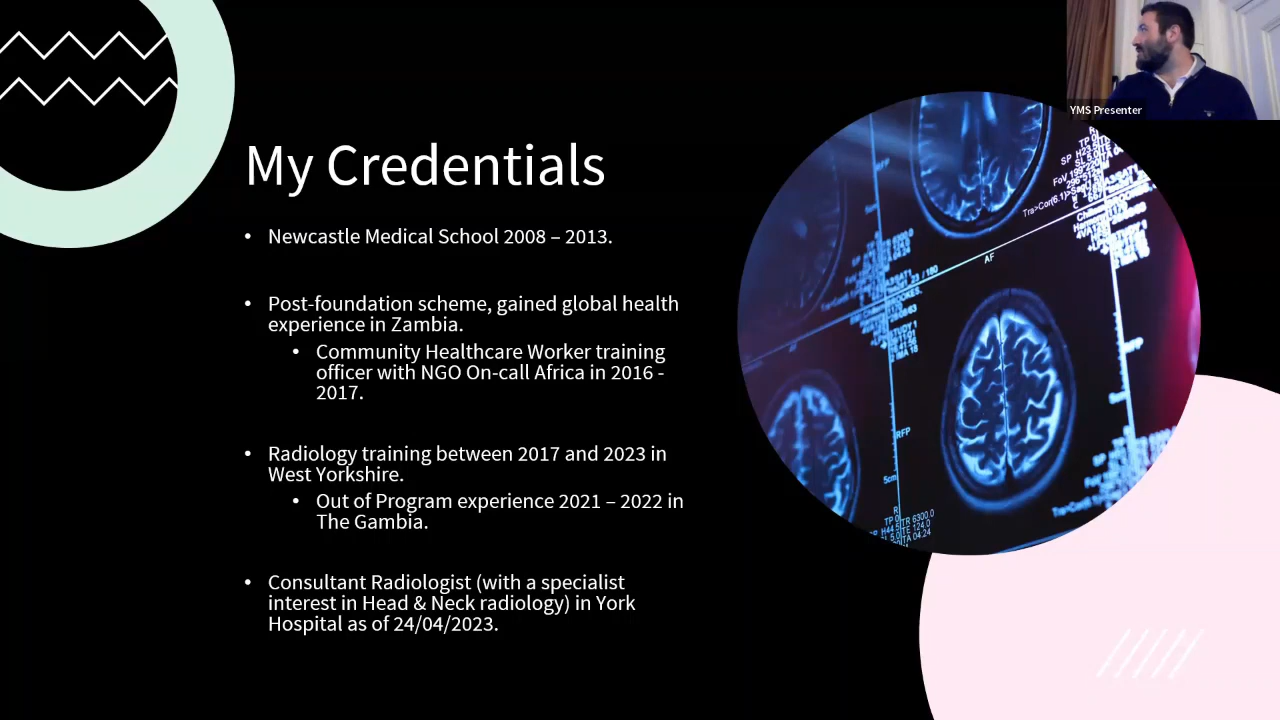 YMS Presenter
My Credentials
• Newcastle Medical School 2008 – 2013.
• Post-foundation scheme, gained global health
experience in Zambia.
• Community Healthcare Worker training
officer with NGO On-call Africa in 2016 -
2017.
• Radiology training between 2017 and 2023 in
West Yorkshire.
• Out of Program experience 2021 – 2022 in
The Gambia.
• Consultant Radiologist (with a specialist
interest in Head & Neck radiology) in York
Hospital as of 24/04/2023.
AF
RFP
5cm